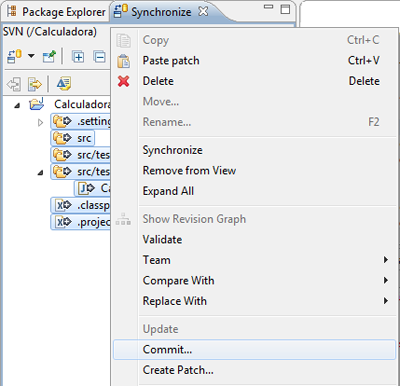 Package Explorer
Synchronize
SVN (/Calculadora)
Calculadora
.setting
src
src/tes
src/tes
Ca
.classp
.projec
Copy Ctrl+C
Paste patch Ctrl+V
Delete Delete
Move...
Rename... F2
Synchronize
Remove from View
Expand All
Show Revision Graph
Validate
Team
Compare With
Replace With
Update
Commit...
Create Patch...